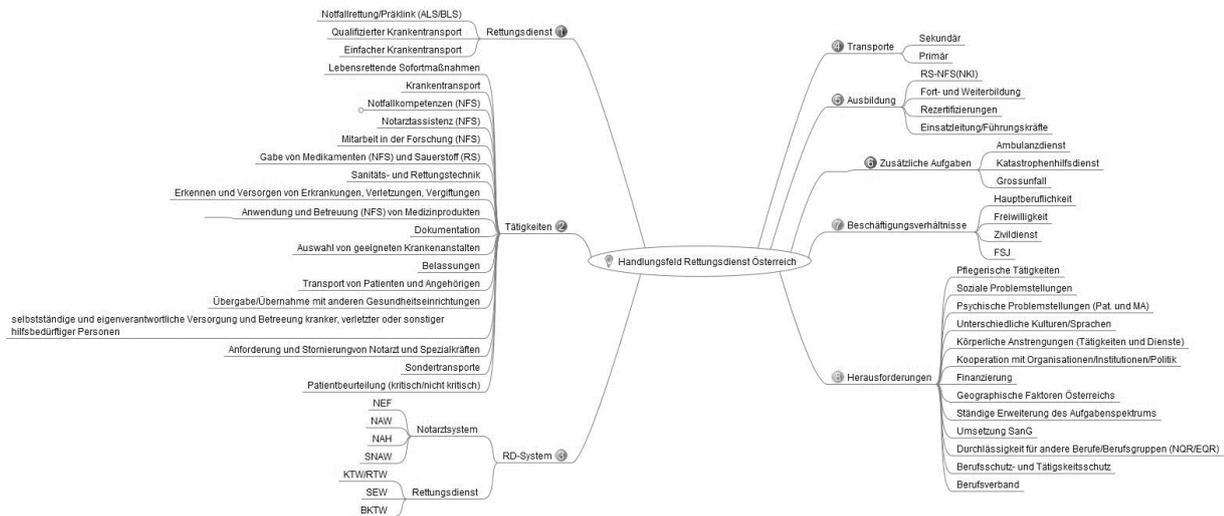 Handlungsfeld Rettungsdienst Österreich
Rettungsdienst 1
Notfallrettung/Präklink (ALS/BLS)
Qualifizierter Krankentransport
Einfacher Krankentransport
Tätigkeiten 2
Lebensrettende Sofortmaßnahmen
Krankentransport
Notfallkompetenzen (NFS)
Notarztassistenz (NFS)
Mitarbeit in der Forschung (NFS)
Gabe von Medikamenten (NFS) und Sauerstoff (RS)
Sanitäts- und Rettungstechnik
Erkennen und Versorgen von Erkrankungen, Verletzungen, Vergiftungen
Anwendung und Betreuung (NFS) von Medizinprodukten
Dokumentation
Auswahl von geeigneten Krankenanstalten
Belassungen
Transport von Patienten und Angehörigen
Übergabe/Übernahme mit anderen Gesundheitseinrichtungen
selbstständige und eigenverantwortliche Versorgung und Betreeung kranker, verletzter oder sonstiger
hilfsbedürftiger Personen
Anforderung und Stornierungvon Notarzt und Spezialkräften
Sondertransporte
Patientbeurteilung (kritisch/nicht kritisch)
RD-System 3
Notarztsystem
NEF
NAW
NAH
SNAW
Rettungsdienst
KTW/RTW
SEW
BKTW
4 Transporte
Sekundär
Primär
5 Ausbildung
RS-NFS(NKI)
Fort- und Weiterbildung
Rezertifizierungen
Einsatzleitung/Führungskräfte
6 Zusätzliche Aufgaben
Ambulanzdienst
Katastrophenhilfsdienst
Grossunfall
7 Beschäftigungsverhältnisse
Hauptberuflichkeit
Freiwilligkeit
Zivildienst
FSJ
8 Herausforderungen
Pflegerische Tätigkeiten
Soziale Problemstellungen
Psychische Problemstellungen (Pat. und MA)
Unterschiedliche Kulturen/Sprachen
Körperliche Anstrengungen (Tätigkeiten und Dienste)
Kooperation mit Organisationen/Institutionen/Politik
Finanzierung
Geographische Faktoren Österreichs
Ständige Erweiterung des Aufgabenspektrums
Umsetzung SanG
Durchlässigkeit für andere Berufe/Berufsgruppen (NQR/EQR)
Berufsschutz- und Tätigskeitsschutz
Berufsverband